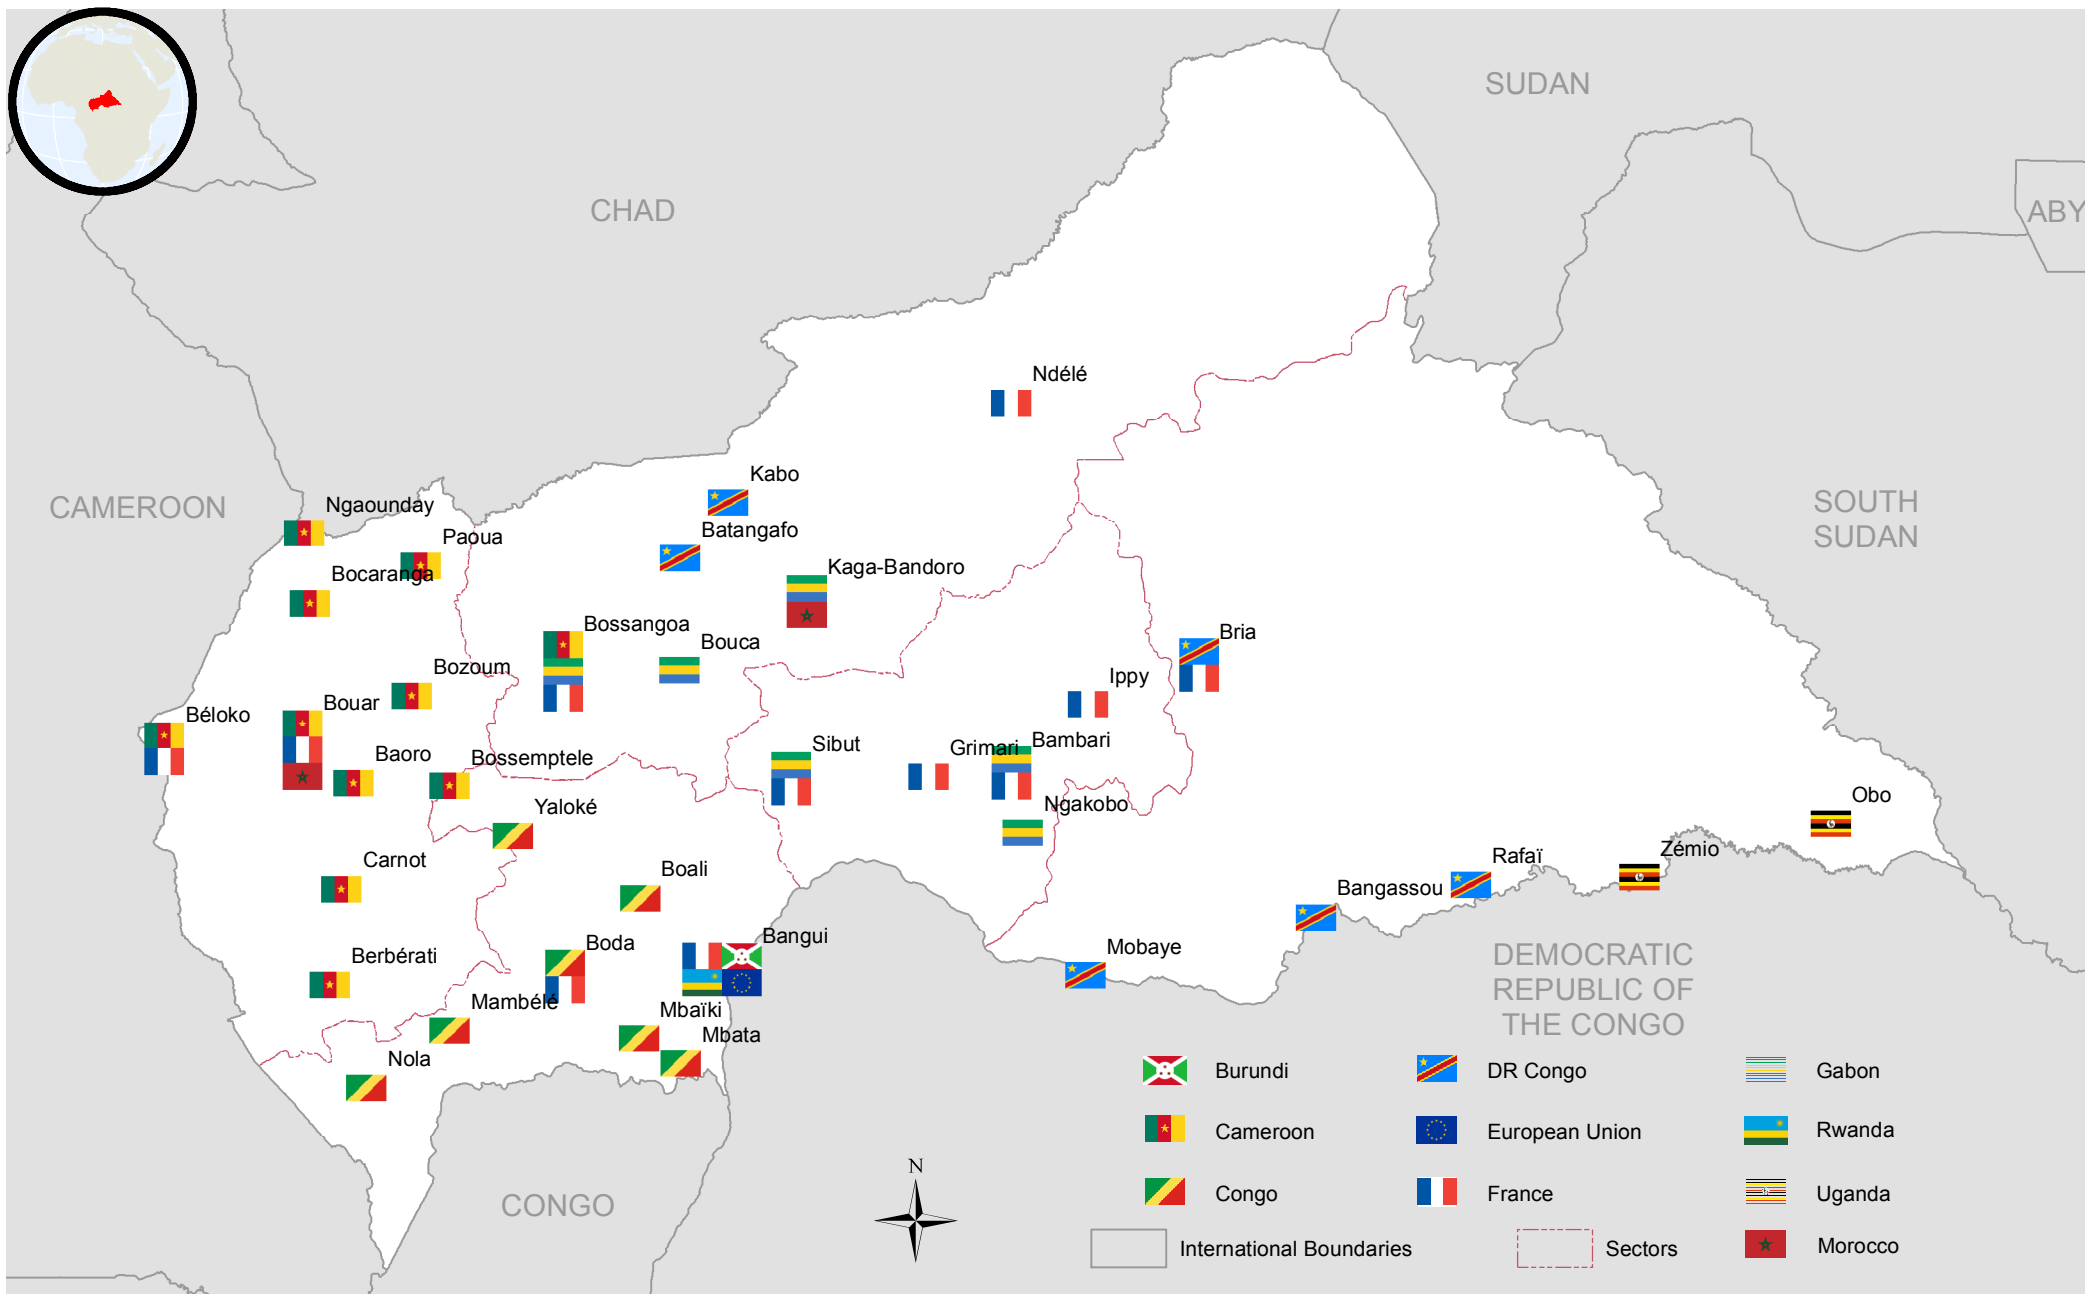 SUDAN
CHAD
ABY
CAMEROON
SOUTH
SUDAN
Ndélé
Kabo
Ngaounday
Batangafo
Paoua
Kaga-Bandoro
Bocaranga
Bossangoa
Bouca
Bria
Bozoum
Ippy
Bouar
Béloko
Sibut
Grimari
Bambari
Baoro
Bossemptele
Obo
Yaloké
Ngakobo
Zémio
Rafaï
Carnot
Boali
Bangassou
Bangui
Boda
Mobaye
Berbérati
DEMOCRATIC
REPUBLIC OF
THE CONGO
Mambélé
Mbaïki
Mbata
Nola
CONGO
N
Burundi
DR Congo
Gabon
Cameroon
European Union
Rwanda
Congo
France
Uganda
International Boundaries
Sectors
Morocco